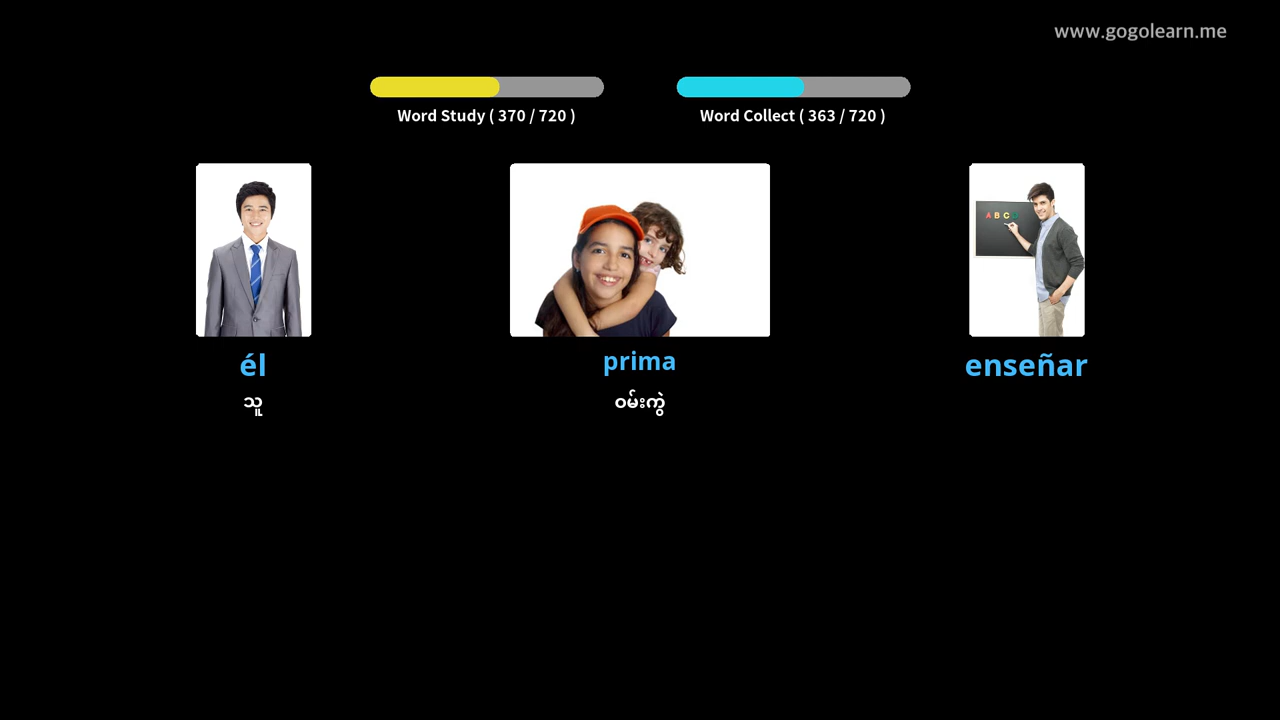 www.gogolearn.me
Word Study ( 370 / 720 )
Word Collect ( 363 / 720 )
A B C D
él
prima
enseñar
သူ
ဝမ်းကွဲ